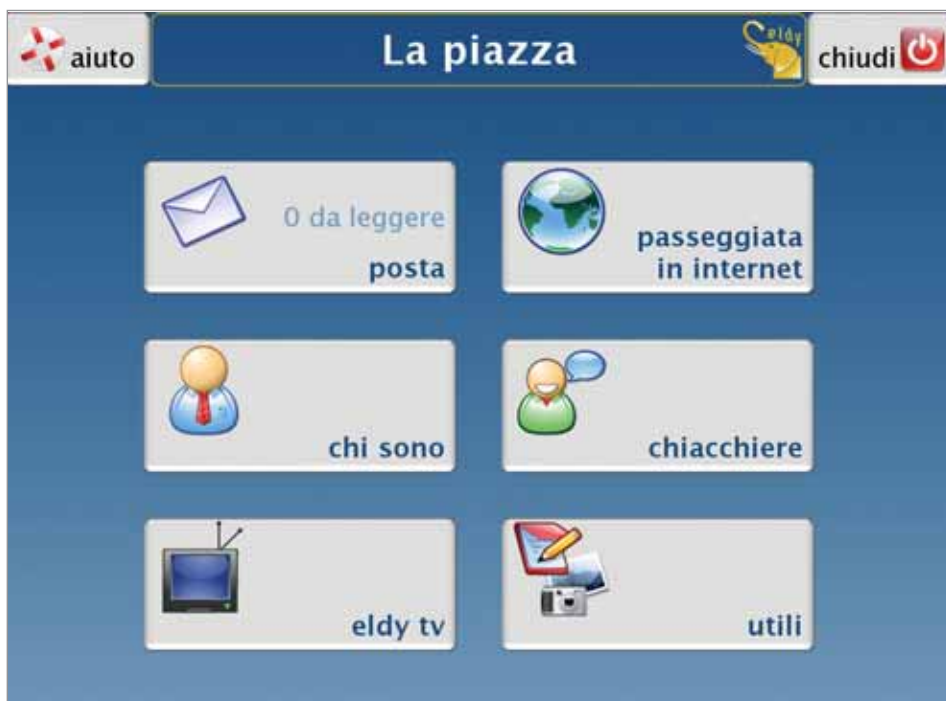 aiuto
La piazza
eldy
chiudi
0 da leggere
posta
passeggiata
in internet
chi sono
chiacchiere
eldy tv
utili